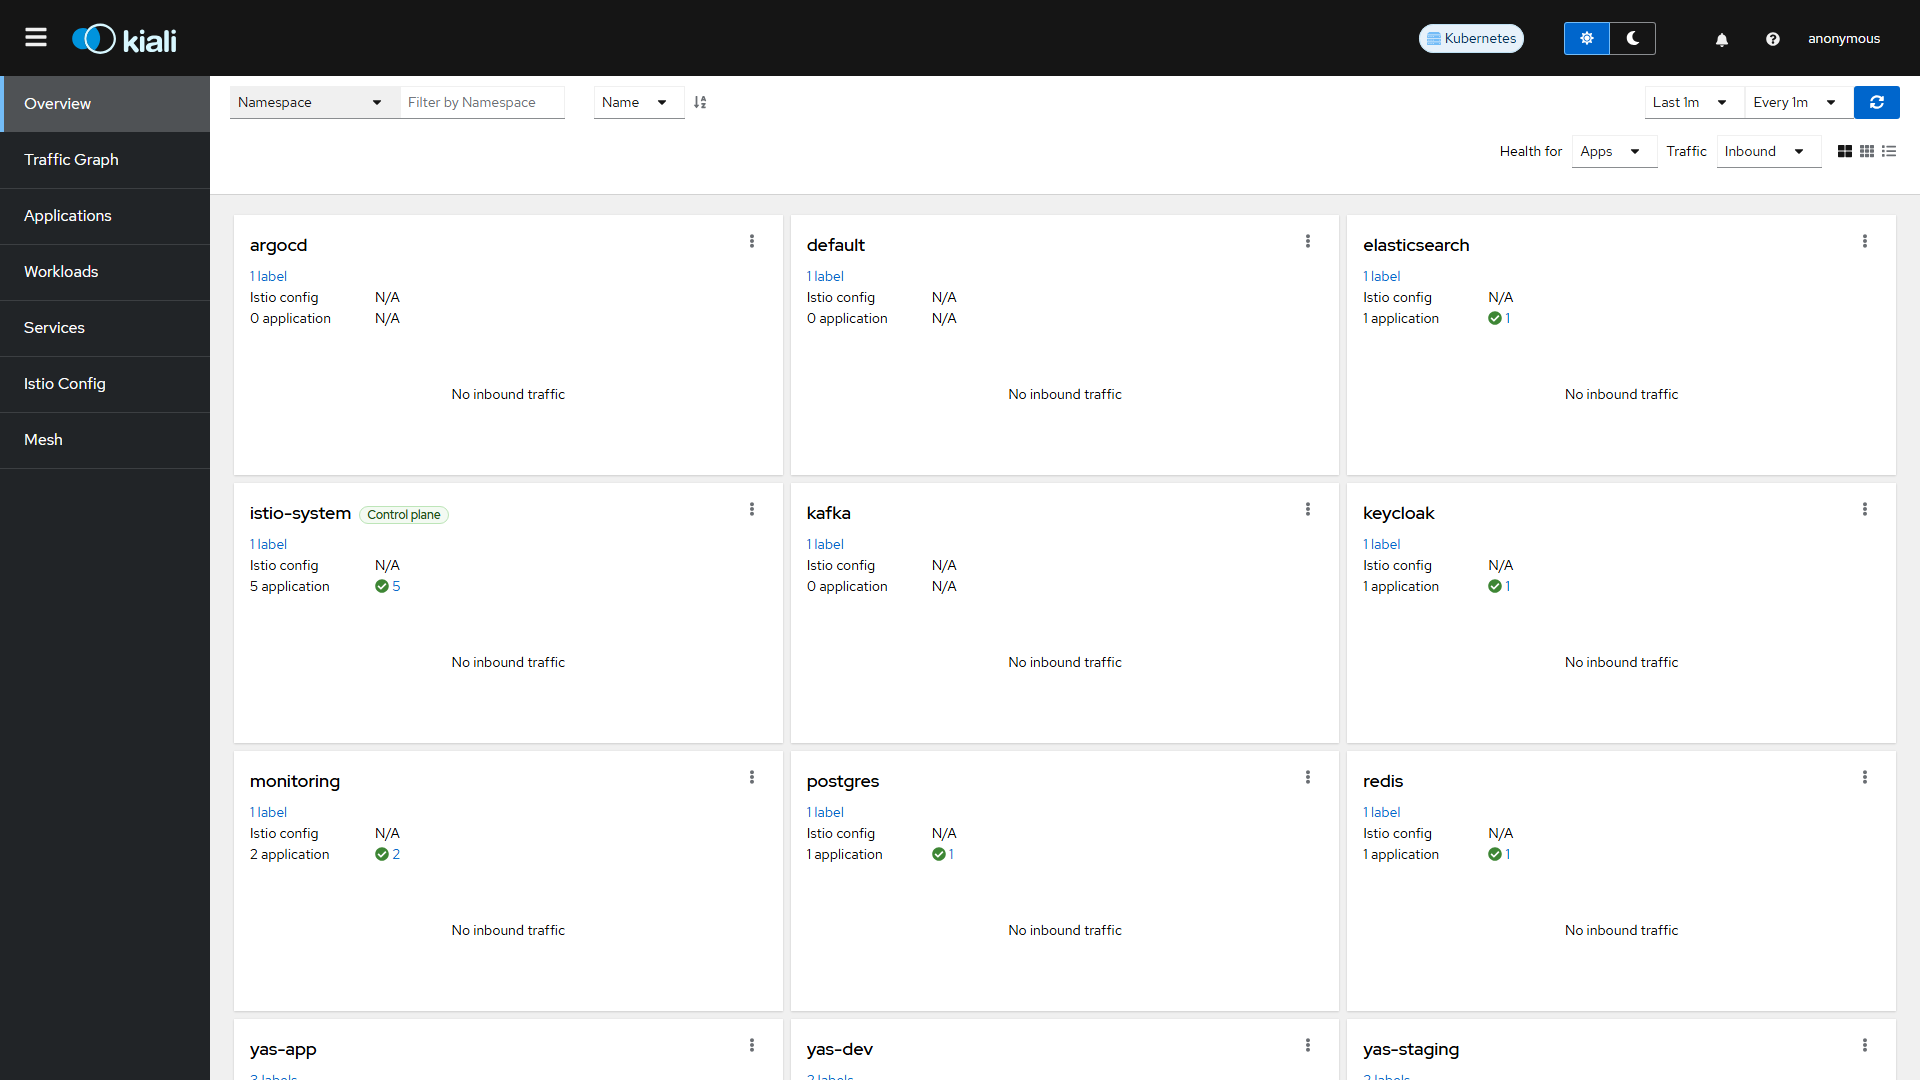 kiali
Kubernetes
anonymous
Overview
Traffic Graph
Applications
Workloads
Services
Istio Config
Mesh
Namespace Filter by Namespace Name Last 1m Every 1m
Health for Apps Traffic Inbound
argocd
1 label
Istio config N/A
0 application N/A
No inbound traffic
default
1 label
Istio config N/A
0 application N/A
No inbound traffic
elasticsearch
1 label
Istio config N/A
1 application 1
No inbound traffic
istio-system Control plane
1 label
Istio config N/A
5 application 5
No inbound traffic
kafka
1 label
Istio config N/A
0 application N/A
No inbound traffic
keycloak
1 label
Istio config N/A
1 application 1
No inbound traffic
monitoring
1 label
Istio config N/A
2 application 2
No inbound traffic
postgres
1 label
Istio config N/A
1 application 1
No inbound traffic
redis
1 label
Istio config N/A
1 application 1
No inbound traffic
yas-app
3 labels
yas-dev
2 labels
yas-staging
2 labels